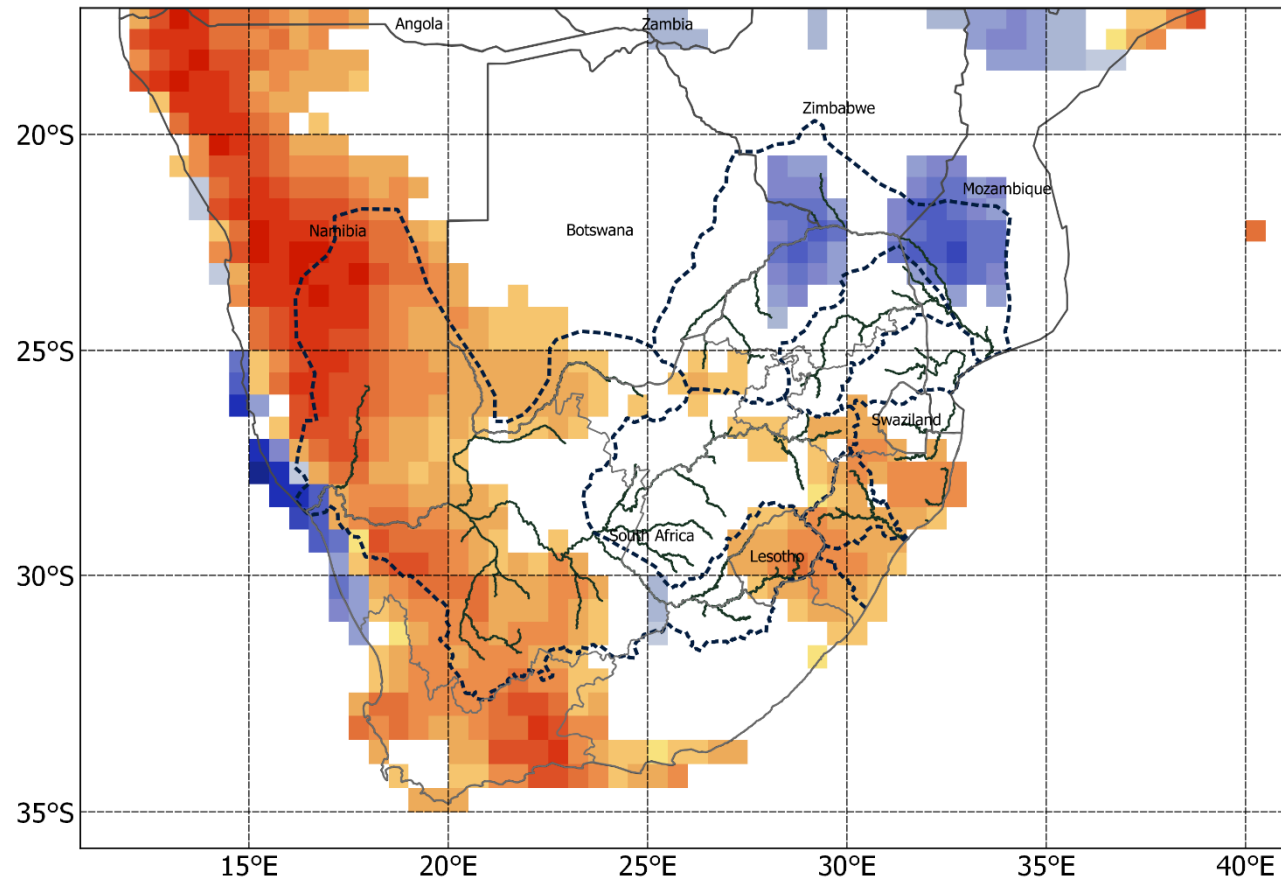 Angola
Zambia
Zimbabwe
20°S
Mozambique
Namibia
Botswana
25°S
Swaziland
South Africa
Lesotho
30°S
35°S
15°E
20°E
25°E
30°E
35°E
40°E